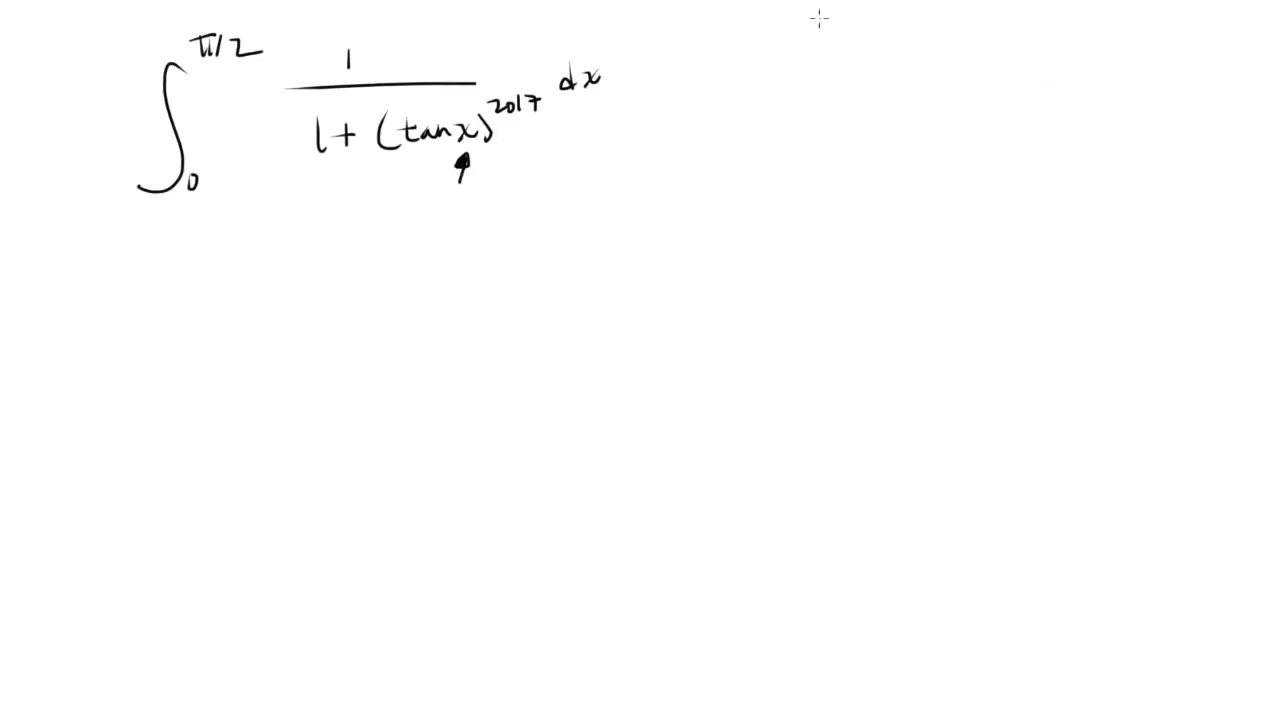 ∫₀^{π/2} 1 / (1 + (tan x)^{2017}) dx